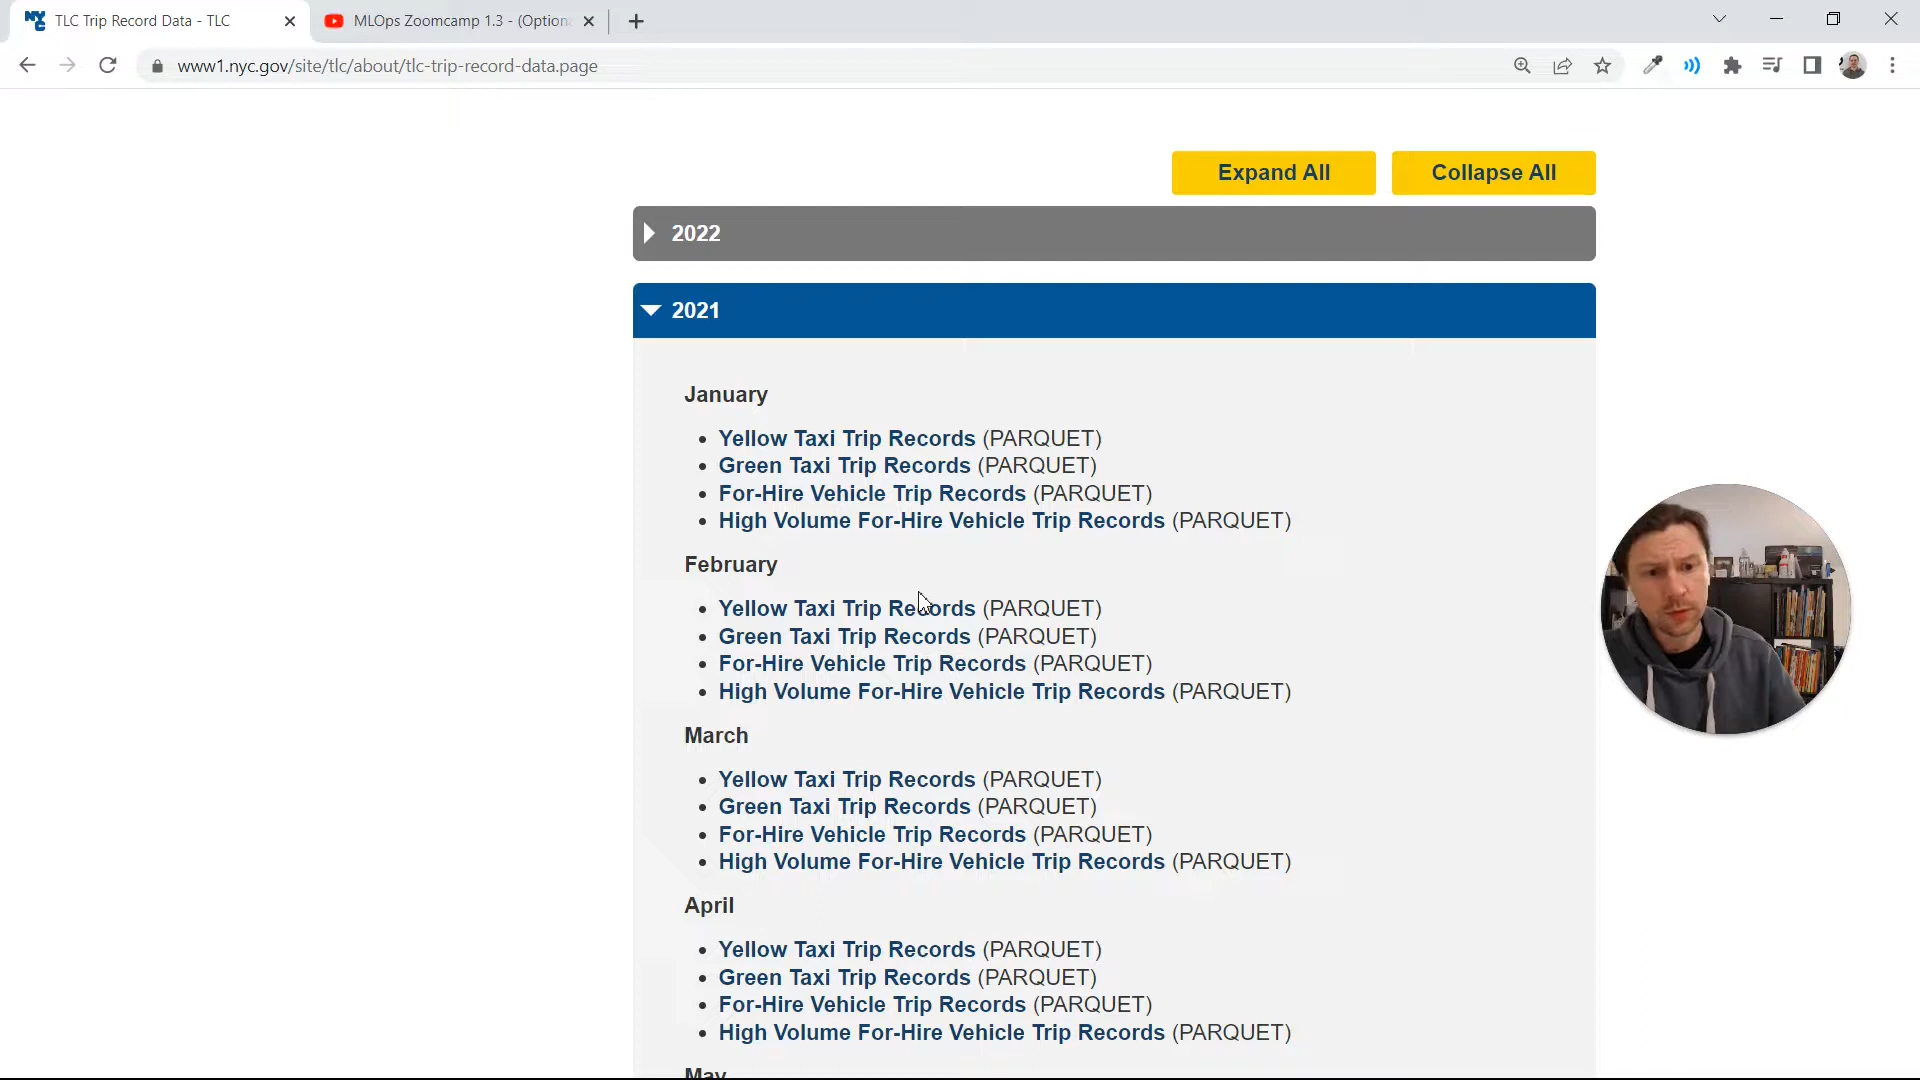 TLC Trip Record Data - TLC
MLOps Zoomcamp 1.3 - (Option
www1.nyc.gov/site/tlc/about/tlc-trip-record-data.page
Expand All
Collapse All
2022
2021
January
• Yellow Taxi Trip Records (PARQUET)
• Green Taxi Trip Records (PARQUET)
• For-Hire Vehicle Trip Records (PARQUET)
• High Volume For-Hire Vehicle Trip Records (PARQUET)
February
• Yellow Taxi Trip Records (PARQUET)
• Green Taxi Trip Records (PARQUET)
• For-Hire Vehicle Trip Records (PARQUET)
• High Volume For-Hire Vehicle Trip Records (PARQUET)
March
• Yellow Taxi Trip Records (PARQUET)
• Green Taxi Trip Records (PARQUET)
• For-Hire Vehicle Trip Records (PARQUET)
• High Volume For-Hire Vehicle Trip Records (PARQUET)
April
• Yellow Taxi Trip Records (PARQUET)
• Green Taxi Trip Records (PARQUET)
• For-Hire Vehicle Trip Records (PARQUET)
• High Volume For-Hire Vehicle Trip Records (PARQUET)
May